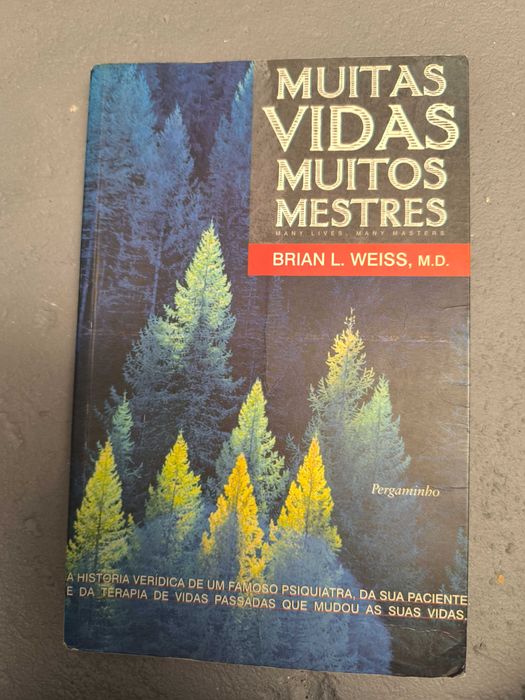 MUITAS
VIDAS
MUITOS
MESTRES
MANY LIVES, MANY MASTERS
BRIAN L. WEISS, M.D.
Pergaminho
A HISTÓRIA VERÍDICA DE UM FAMOSO PSIQUIATRA, DA SUA PACIENTE
E DA TERAPIA DE VIDAS PASSADAS QUE MUDOU AS SUAS VIDAS.